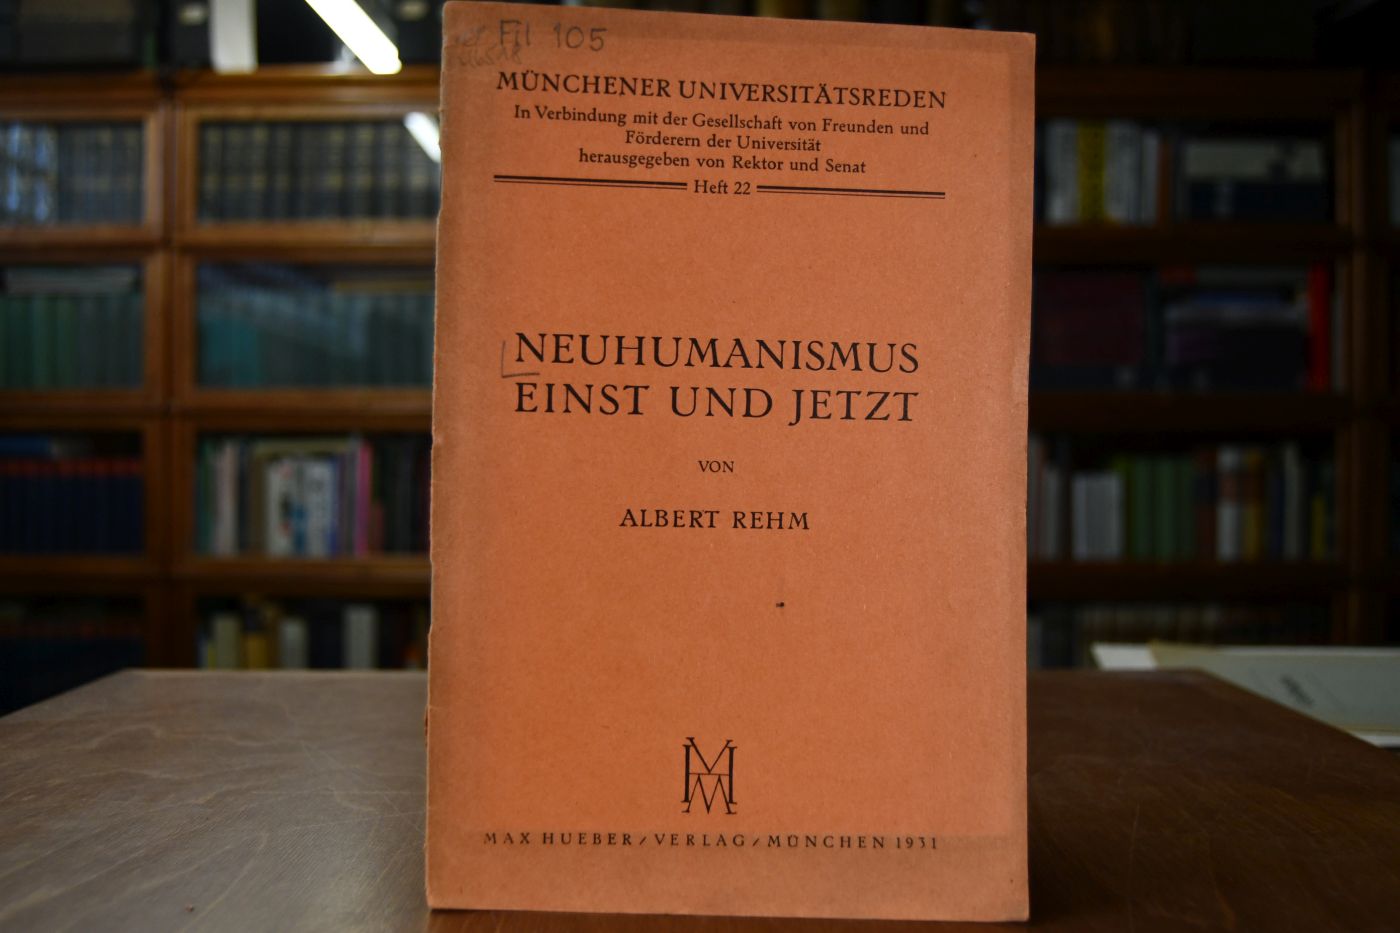 Fil 105
MÜNCHENER UNIVERSITÄTSREDEN
In Verbindung mit der Gesellschaft von Freunden und
Förderern der Universität
herausgegeben von Rektor und Senat
Heft 22
NEUHUMANISMUS
EINST UND JETZT
VON
ALBERT REHM
MAX HUEBER / VERLAG / MÜNCHEN 1931